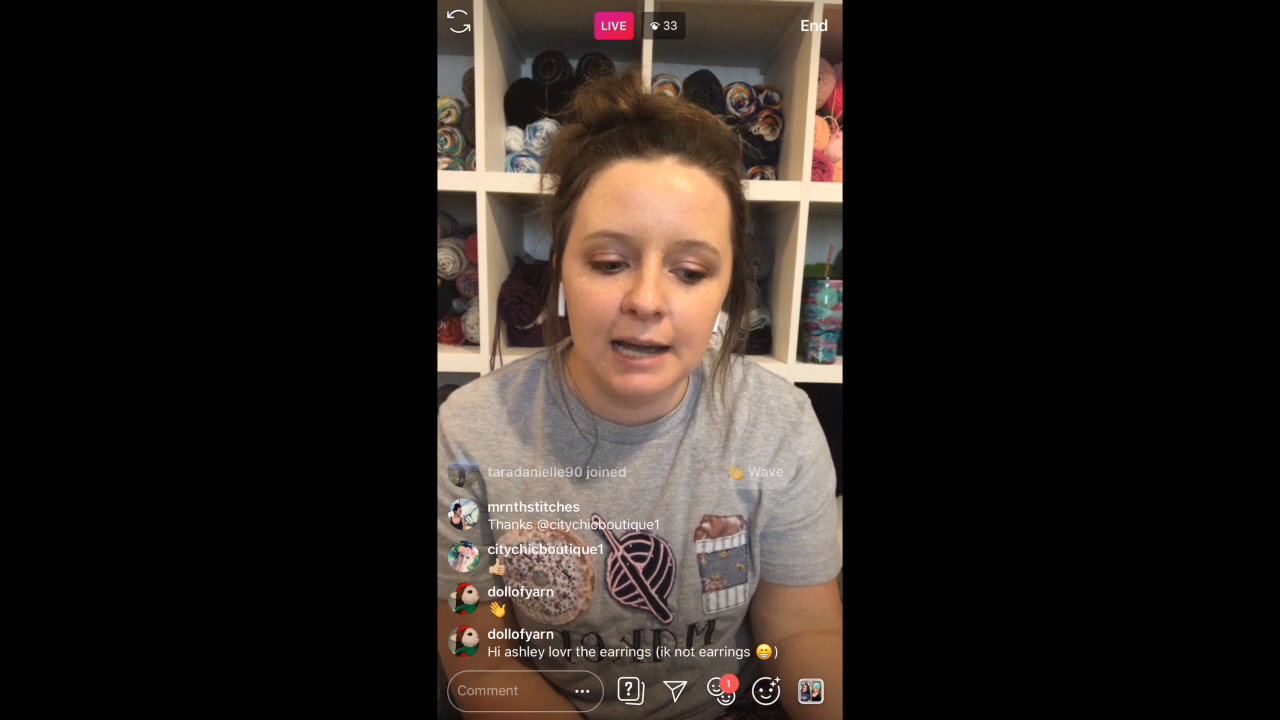 LIVE
33
End
taradanielle90 joined
👋 Wave
mrnthstitches
Thanks @citychicboutique1
citychicboutique1
👍🏻
dollofyarn
👋
dollofyarn
Hi ashley lovr the earrings (ik not earrings 😁)
1
Comment
?